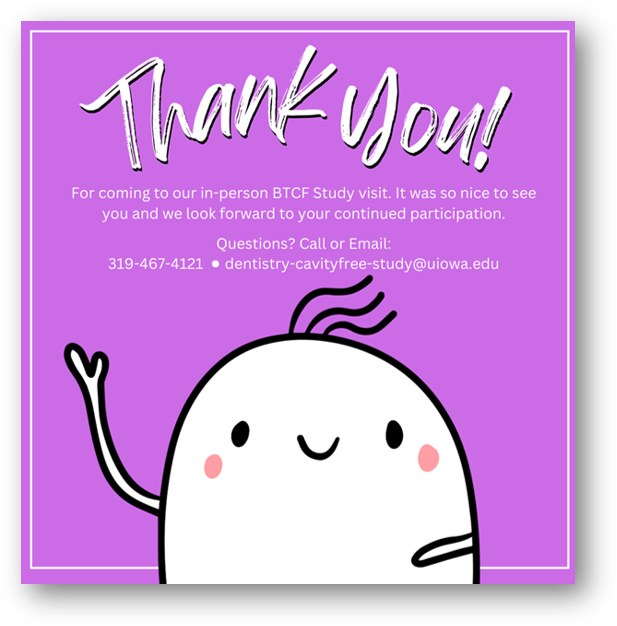 Thank You!
For coming to our in-person BTCF Study visit. It was so nice to see
you and we look forward to your continued participation.
Questions? Call or Email:
319-467-4121 ● dentistry-cavityfree-study@uiowa.edu